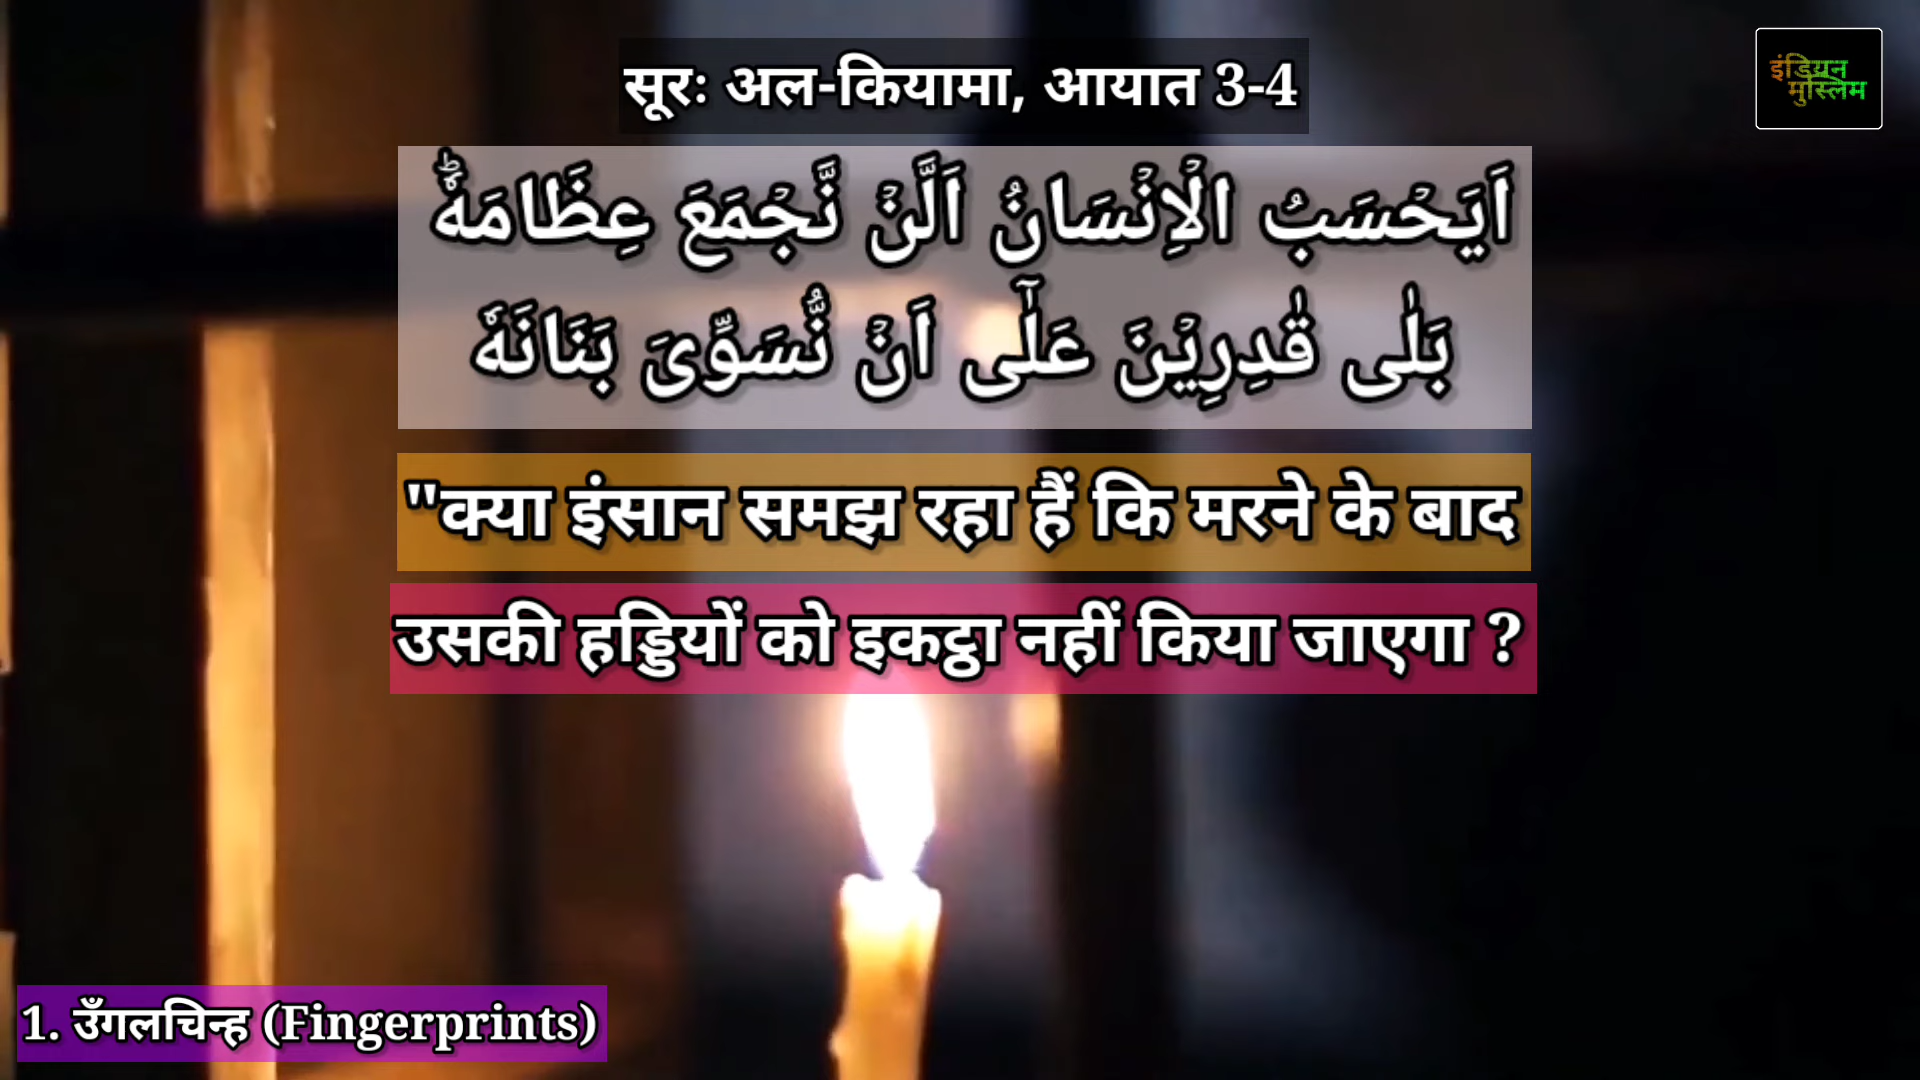 सूरः अल-कियामा, आयात 3-4
इंडियन
मुस्लिम
اَيَحْسَبُ الْاِنْسَانُ اَلَّنْ نَّجْمَعَ عِظَامَهٗؕ
بَلٰى قٰدِرِيْنَ عَلٰٓى اَنْ نُّسَوِّىَ بَنَانَهٗ
"क्या इंसान समझ रहा हैं कि मरने के बाद
उसकी हड्डियों को इकट्ठा नहीं किया जाएगा ?
1. उँगलचिन्ह (Fingerprints)